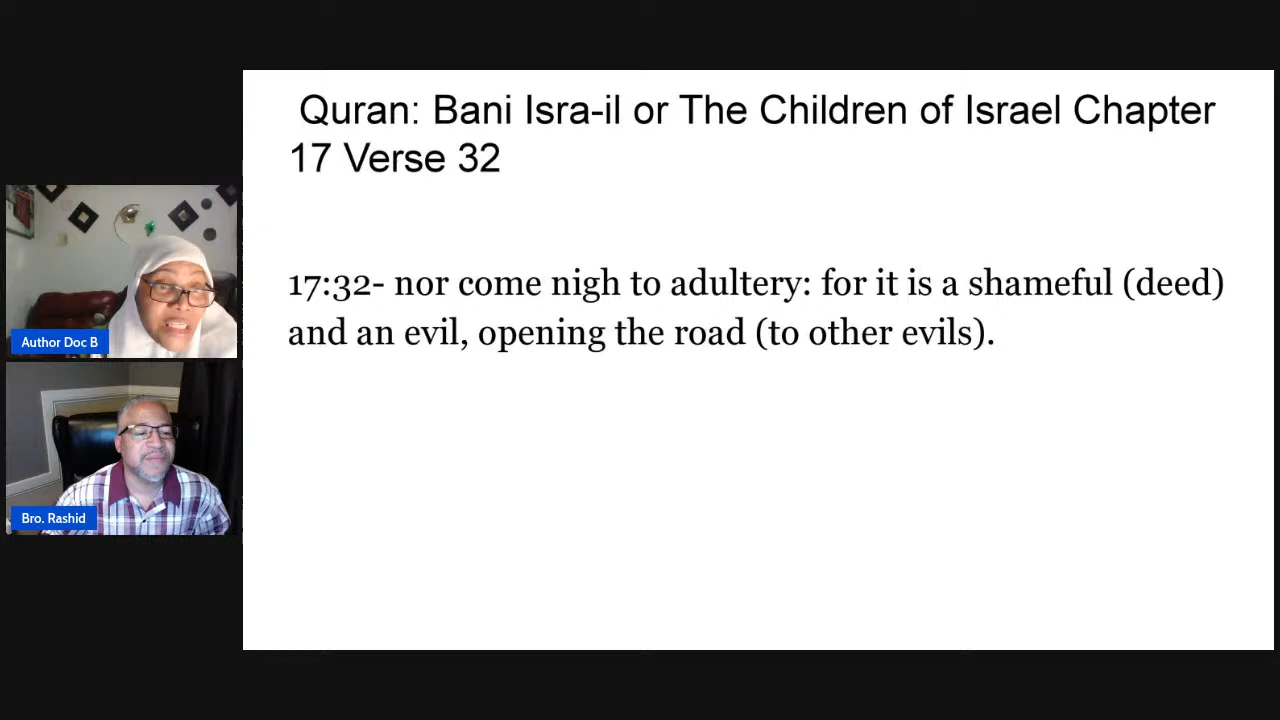 Quran: Bani Isra-il or The Children of Israel Chapter
17 Verse 32
17:32- nor come nigh to adultery: for it is a shameful (deed)
and an evil, opening the road (to other evils).
Author Doc B
Bro. Rashid